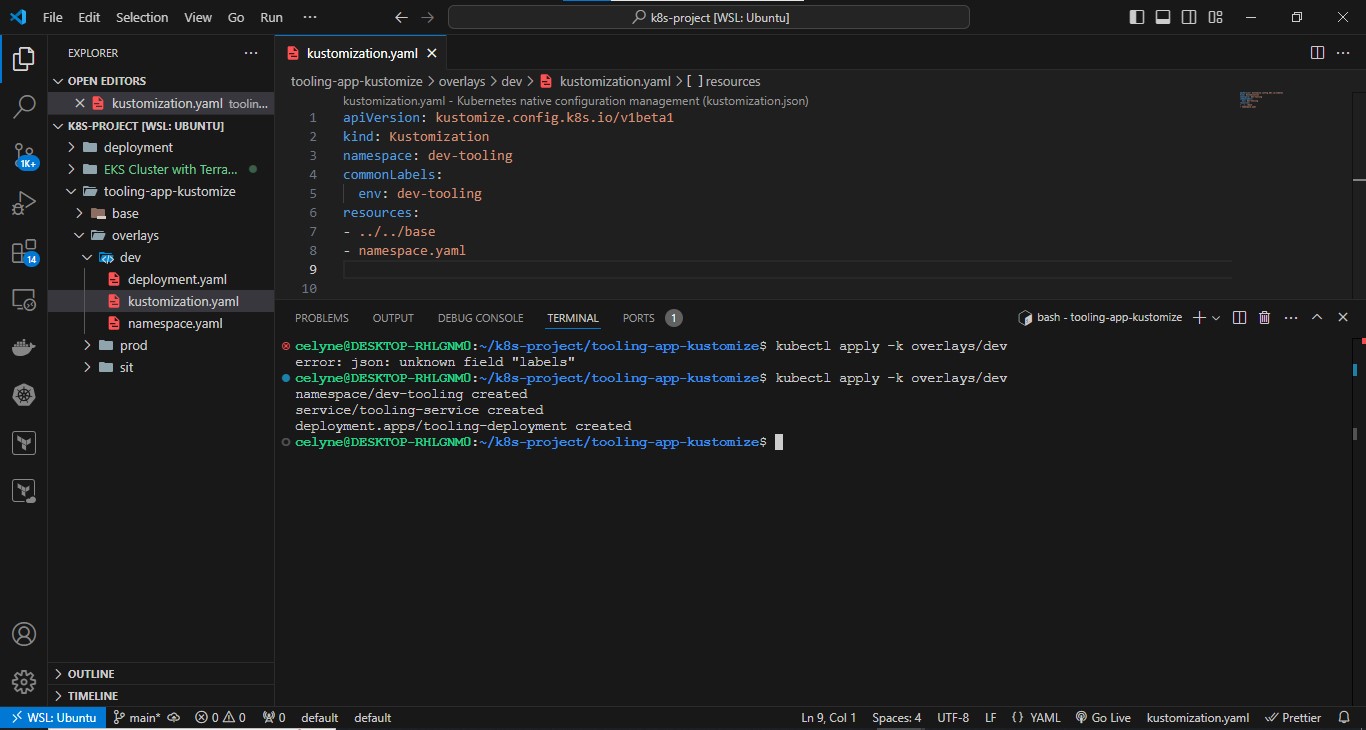 File Edit Selection View Go Run ···
k8s-project [WSL: Ubuntu]
EXPLORER
OPEN EDITORS
kustomization.yaml toolin...
K8S-PROJECT [WSL: UBUNTU]
deployment
EKS Cluster with Terra...
tooling-app-kustomize
base
overlays
dev
deployment.yaml
kustomization.yaml
namespace.yaml
prod
sit
OUTLINE
TIMELINE
1K+
14
kustomization.yaml
tooling-app-kustomize > overlays > dev > kustomization.yaml > [ ] resources
kustomization.yaml - Kubernetes native configuration management (kustomization.json)
1 apiVersion: kustomize.config.k8s.io/v1beta1
2 kind: Kustomization
3 namespace: dev-tooling
4 commonLabels:
5 env: dev-tooling
6 resources:
7 - ../../base
8 - namespace.yaml
9
10
PROBLEMS OUTPUT DEBUG CONSOLE TERMINAL PORTS 1
bash - tooling-app-kustomize
celyne@DESKTOP-RHLGNM0:~/k8s-project/tooling-app-kustomize$ kubectl apply -k overlays/dev
error: json: unknown field "labels"
celyne@DESKTOP-RHLGNM0:~/k8s-project/tooling-app-kustomize$ kubectl apply -k overlays/dev
namespace/dev-tooling created
service/tooling-service created
deployment.apps/tooling-deployment created
celyne@DESKTOP-RHLGNM0:~/k8s-project/tooling-app-kustomize$
WSL: Ubuntu main* 0 0 0 default default
Ln 9, Col 1 Spaces: 4 UTF-8 LF {} YAML Go Live kustomization.yaml Prettier